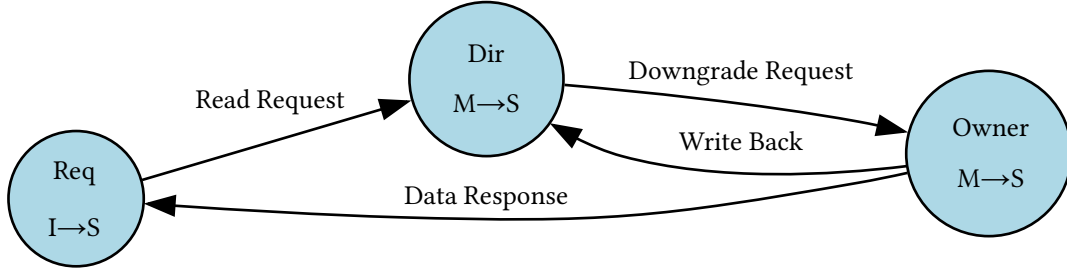 Dir
M→S
Downgrade Request
Read Request
Write Back
Owner
M→S
Req
I→S
Data Response